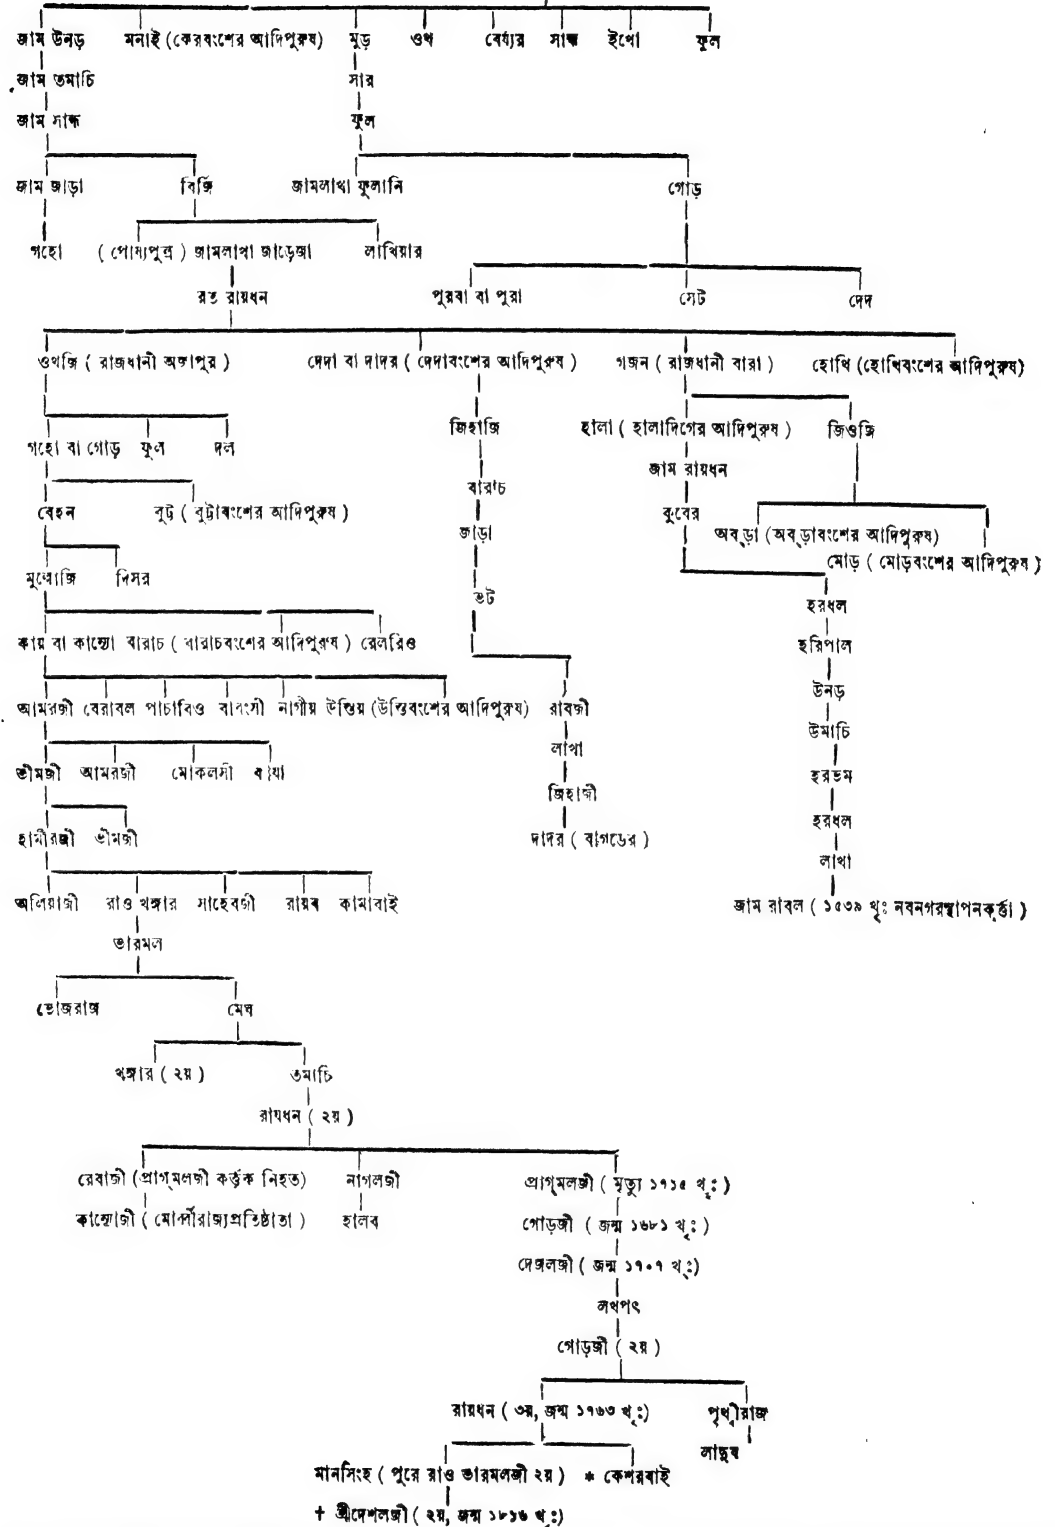 জাম উনড় মনাই (কেরবংশের আদিপুরুষ) মুড় ওথ বের্যার সান্ধ ইপো ফুল
জাম তমাচি সার
জাম সান্ধ ফুল
জাম জাড়া বির্জি জামলাখা ফুলানি গোড়
গহো (পোষ্যপুত্র) জামলাখা জাড়েজা লাখিয়ার
রত রায়ধন পুরবা বা পুরা সেট দেদ
ওথজি (রাজধানী অজাপুর) দেদা বা দাদর (দেদাবংশের আদিপুরুষ) গজন (রাজধানী বারা) হোথি (হোথিবংশের আদিপুরুষ)
জিহাজি হালা (হালাদিগের আদিপুরুষ) জিওজি
গহো বা গোড় ফুল দল
জাম রায়ধন
বারাচ
বেহন বুট্ট (বুট্টাবংশের আদিপুরুষ) কুবের
জাড়া অব্ড়া (অব্ড়াবংশের আদিপুরুষ)
মোড় (মোড়বংশের আদিপুরুষ)
মুখোজি দিসর
ভট হরধল
কায় বা কান্তো বারাচ (বারাচবংশের আদিপুরুষ) রেলরিও হরিপাল
উনড়
আমরজী বেরাবল পাচারিও বাবংসী নাগীয় উস্তিয় (উস্তিবংশের আদিপুরুষ) রাবজী
উমাচি
লাখা
ভীমজী আমরজী মোকলসী হরভম
জিহাজী
হরধল
হামীরজী ভীমজী দাদর (বাগডের)
লাখা
অলিয়াজী রাও খঙ্গার সাহেবজী রায়ব কামাবাই জাম রাবল (১৫৩৯ খৃঃ নবনগরস্থাপনকর্ত্তা)
ভারমল
ভোজরাজ মেঘ
খঙ্গার (২য়) তমাচি
রায়ধন (২য়)
রেবাজী (প্রাগ্‌মলজী কর্ত্তৃক নিহত) নাগলজী প্রাগ্‌মলজী (মৃত্যু ১৭১৫ খৃঃ)
কান্তোজী (মোর্ব্বীরাজ্যপ্রতিষ্ঠাতা) হালব গোড়জী (জন্ম ১৬৮১ খৃঃ)
দেশলজী (জন্ম ১৭০৭ খৃঃ)
লখপৎ
গোড়জী (২য়)
রায়ধন (৩য়, জন্ম ১৭৬৩ খৃঃ) পৃথ্বীরাজ
লাডুব
মানসিংহ (পুরে রাও ভারমলজী ২য়) * কেশরবাই
† শ্রীদেশলজী (২য়, জন্ম ১৮১৬ খৃঃ)